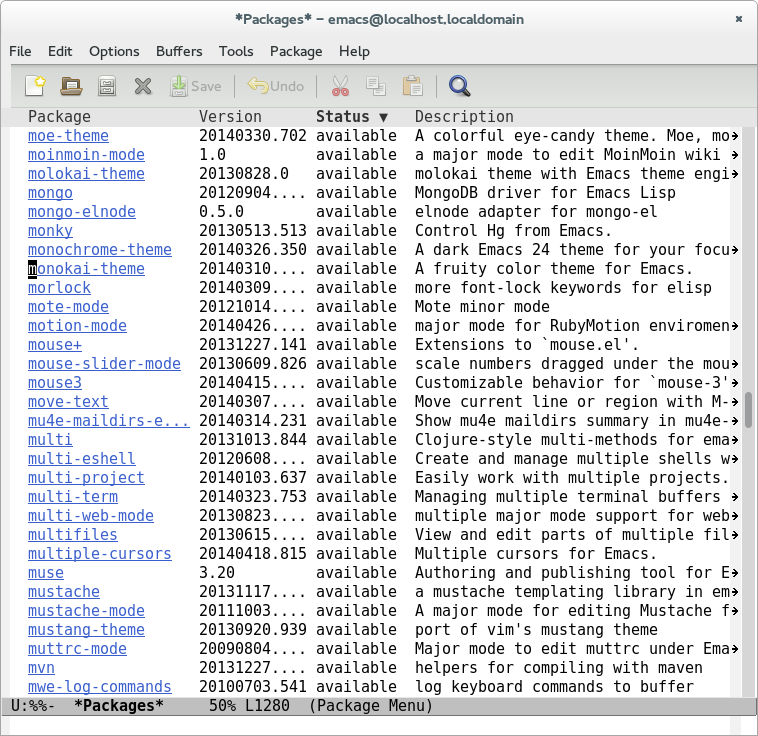 *Packages* – emacs@localhost.localdomain
File Edit Options Buffers Tools Package Help
Save Undo
Package Version Status ▼ Description
moe-theme 20140330.702 available A colorful eye-candy theme. Moe, mo
moinmoin-mode 1.0 available a major mode to edit MoinMoin wiki
molokai-theme 20130828.0 available molokai theme with Emacs theme engi
mongo 20120904.... available MongoDB driver for Emacs Lisp
mongo-elnode 0.5.0 available elnode adapter for mongo-el
monky 20130513.513 available Control Hg from Emacs.
monochrome-theme 20140326.350 available A dark Emacs 24 theme for your focu
monokai-theme 20140310.... available A fruity color theme for Emacs.
morlock 20140309.... available more font-lock keywords for elisp
mote-mode 20121014.... available Mote minor mode
motion-mode 20140426.... available major mode for RubyMotion enviromen
mouse+ 20131227.141 available Extensions to `mouse.el'.
mouse-slider-mode 20130609.826 available scale numbers dragged under the mou
mouse3 20140415.... available Customizable behavior for `mouse-3'
move-text 20140307.... available Move current line or region with M-
mu4e-maildirs-e... 20140314.231 available Show mu4e maildirs summary in mu4e-
multi 20131013.844 available Clojure-style multi-methods for ema
multi-eshell 20120608.... available Create and manage multiple shells w
multi-project 20140103.637 available Easily work with multiple projects.
multi-term 20140323.753 available Managing multiple terminal buffers
multi-web-mode 20130823.... available multiple major mode support for web
multifiles 20130615.... available View and edit parts of multiple fil
multiple-cursors 20140418.815 available Multiple cursors for Emacs.
muse 3.20 available Authoring and publishing tool for E
mustache 20131117.... available a mustache templating library in em
mustache-mode 20111003.... available A major mode for editing Mustache f
mustang-theme 20130920.939 available port of vim's mustang theme
muttrc-mode 20090804.... available Major mode to edit muttrc under Ema
mvn 20131227.... available helpers for compiling with maven
mwe-log-commands 20100703.541 available log keyboard commands to buffer
U:%%- *Packages* 50% L1280 (Package Menu)